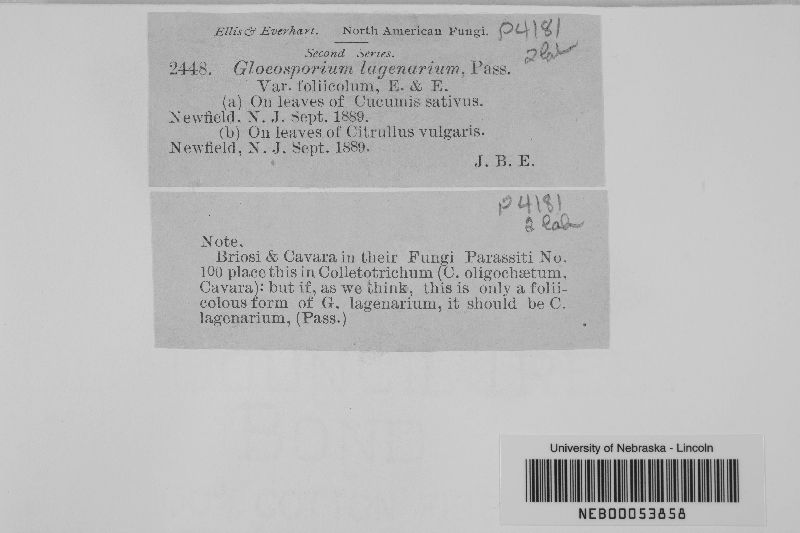 Ellis & Everhart. North American Fungi. P4181
Second Series. 2 lab
2448. Gloeosporium lagenarium, Pass.
Var. foliicolum, E. & E.
(a) On leaves of Cucumis sativus.
Newfield, N. J. Sept. 1889.
(b) On leaves of Citrullus vulgaris.
Newfield, N. J. Sept. 1889.
J. B. E.
P4181
2 lab
Note.
Briosi & Cavara in their Fungi Parassiti No.
100 place this in Colletotrichum (C. oligochætum,
Cavara): but if, as we think, this is only a folii-
colous form of G. lagenarium, it should be C.
lagenarium, (Pass.)
University of Nebraska - Lincoln
NEB00053858